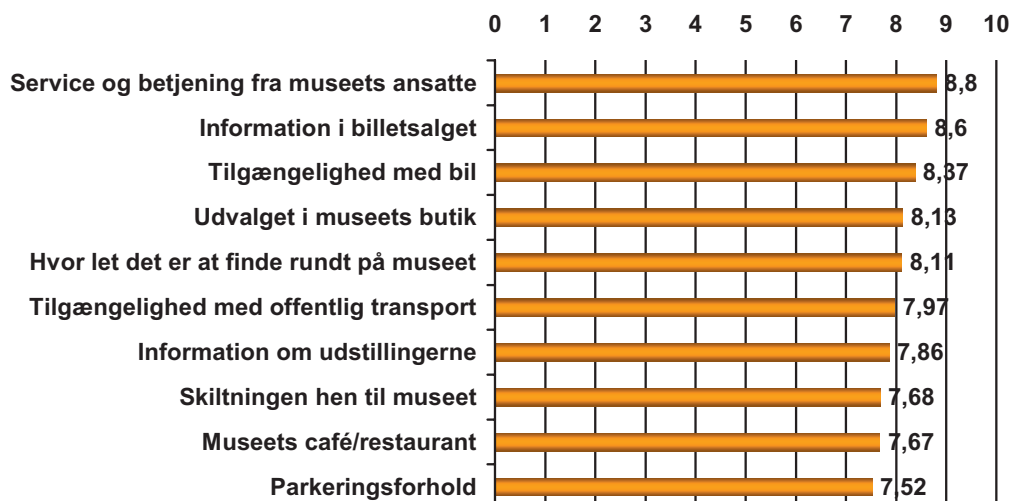 0 1 2 3 4 5 6 7 8 9 10
Service og betjening fra museets ansatte 8,8
Information i billetsalget 8,6
Tilgængelighed med bil 8,37
Udvalget i museets butik 8,13
Hvor let det er at finde rundt på museet 8,11
Tilgængelighed med offentlig transport 7,97
Information om udstillingerne 7,86
Skiltningen hen til museet 7,68
Museets café/restaurant 7,67
Parkeringsforhold 7,52